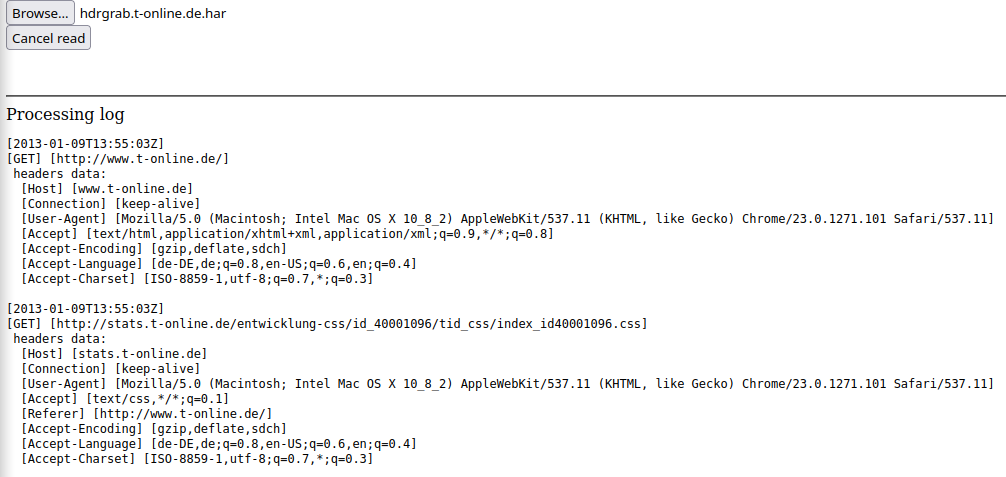 Browse... hdrgrab.t-online.de.har
Cancel read
Processing log
[2013-01-09T13:55:03Z]
[GET] [http://www.t-online.de/]
headers data:
[Host] [www.t-online.de]
[Connection] [keep-alive]
[User-Agent] [Mozilla/5.0 (Macintosh; Intel Mac OS X 10_8_2) AppleWebKit/537.11 (KHTML, like Gecko) Chrome/23.0.1271.101 Safari/537.11]
[Accept] [text/html,application/xhtml+xml,application/xml;q=0.9,*/*;q=0.8]
[Accept-Encoding] [gzip,deflate,sdch]
[Accept-Language] [de-DE,de;q=0.8,en-US;q=0.6,en;q=0.4]
[Accept-Charset] [ISO-8859-1,utf-8;q=0.7,*;q=0.3]
[2013-01-09T13:55:03Z]
[GET] [http://stats.t-online.de/entwicklung-css/id_40001096/tid_css/index_id40001096.css]
headers data:
[Host] [stats.t-online.de]
[Connection] [keep-alive]
[User-Agent] [Mozilla/5.0 (Macintosh; Intel Mac OS X 10_8_2) AppleWebKit/537.11 (KHTML, like Gecko) Chrome/23.0.1271.101 Safari/537.11]
[Accept] [text/css,*/*;q=0.1]
[Referer] [http://www.t-online.de/]
[Accept-Encoding] [gzip,deflate,sdch]
[Accept-Language] [de-DE,de;q=0.8,en-US;q=0.6,en;q=0.4]
[Accept-Charset] [ISO-8859-1,utf-8;q=0.7,*;q=0.3]